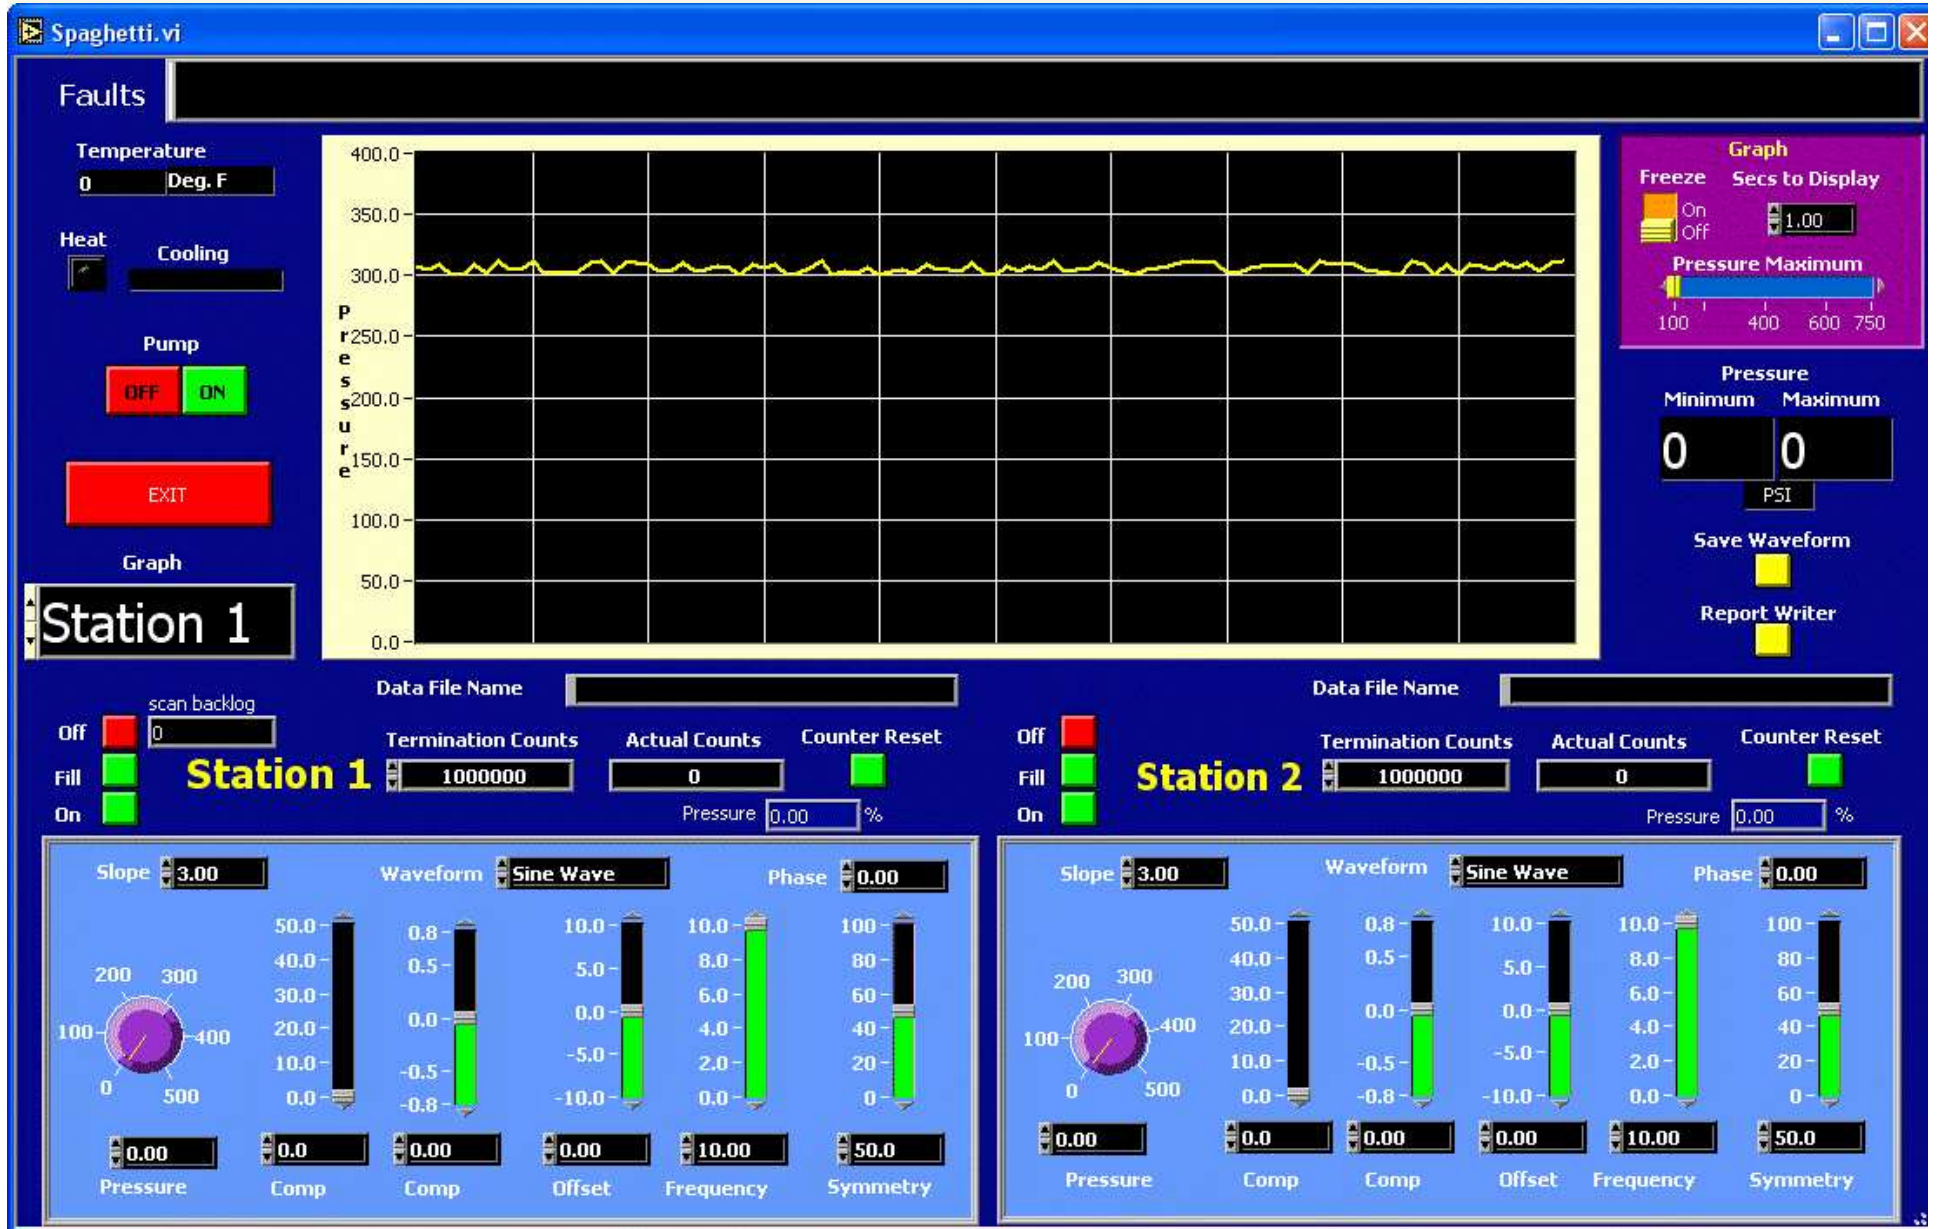 Spaghetti.vi
Faults
Temperature
0 Deg. F
Heat
Cooling
Pump
OFF ON
EXIT
Graph
Station 1
400.0
350.0
300.0
250.0
200.0
150.0
100.0
50.0
0.0
Pressure
Graph
Freeze Secs to Display
On
Off
1.00
Pressure Maximum
100 400 600 750
Pressure
Minimum Maximum
0 0
PSI
Save Waveform
Report Writer
Data File Name
scan backlog
0
Off
Fill
On
Station 1
Termination Counts Actual Counts Counter Reset
1000000 0
Pressure 0.00 %
Slope 3.00 Waveform Sine Wave Phase 0.00
0 100 200 300 400 500
50.0 40.0 30.0 20.0 10.0 0.0
0.8 0.5 0.0 -0.5 -0.8
10.0 5.0 0.0 -5.0 -10.0
10.0 8.0 6.0 4.0 2.0 0.0
100 80 60 40 20 0
0.00 0.0 0.00 0.00 10.00 50.0
Pressure Comp Comp Offset Frequency Symmetry
Data File Name
Off
Fill
On
Station 2
Termination Counts Actual Counts Counter Reset
1000000 0
Pressure 0.00 %
Slope 3.00 Waveform Sine Wave Phase 0.00
0 100 200 300 400 500
50.0 40.0 30.0 20.0 10.0 0.0
0.8 0.5 0.0 -0.5 -0.8
10.0 5.0 0.0 -5.0 -10.0
10.0 8.0 6.0 4.0 2.0 0.0
100 80 60 40 20 0
0.00 0.0 0.00 0.00 10.00 50.0
Pressure Comp Comp Offset Frequency Symmetry